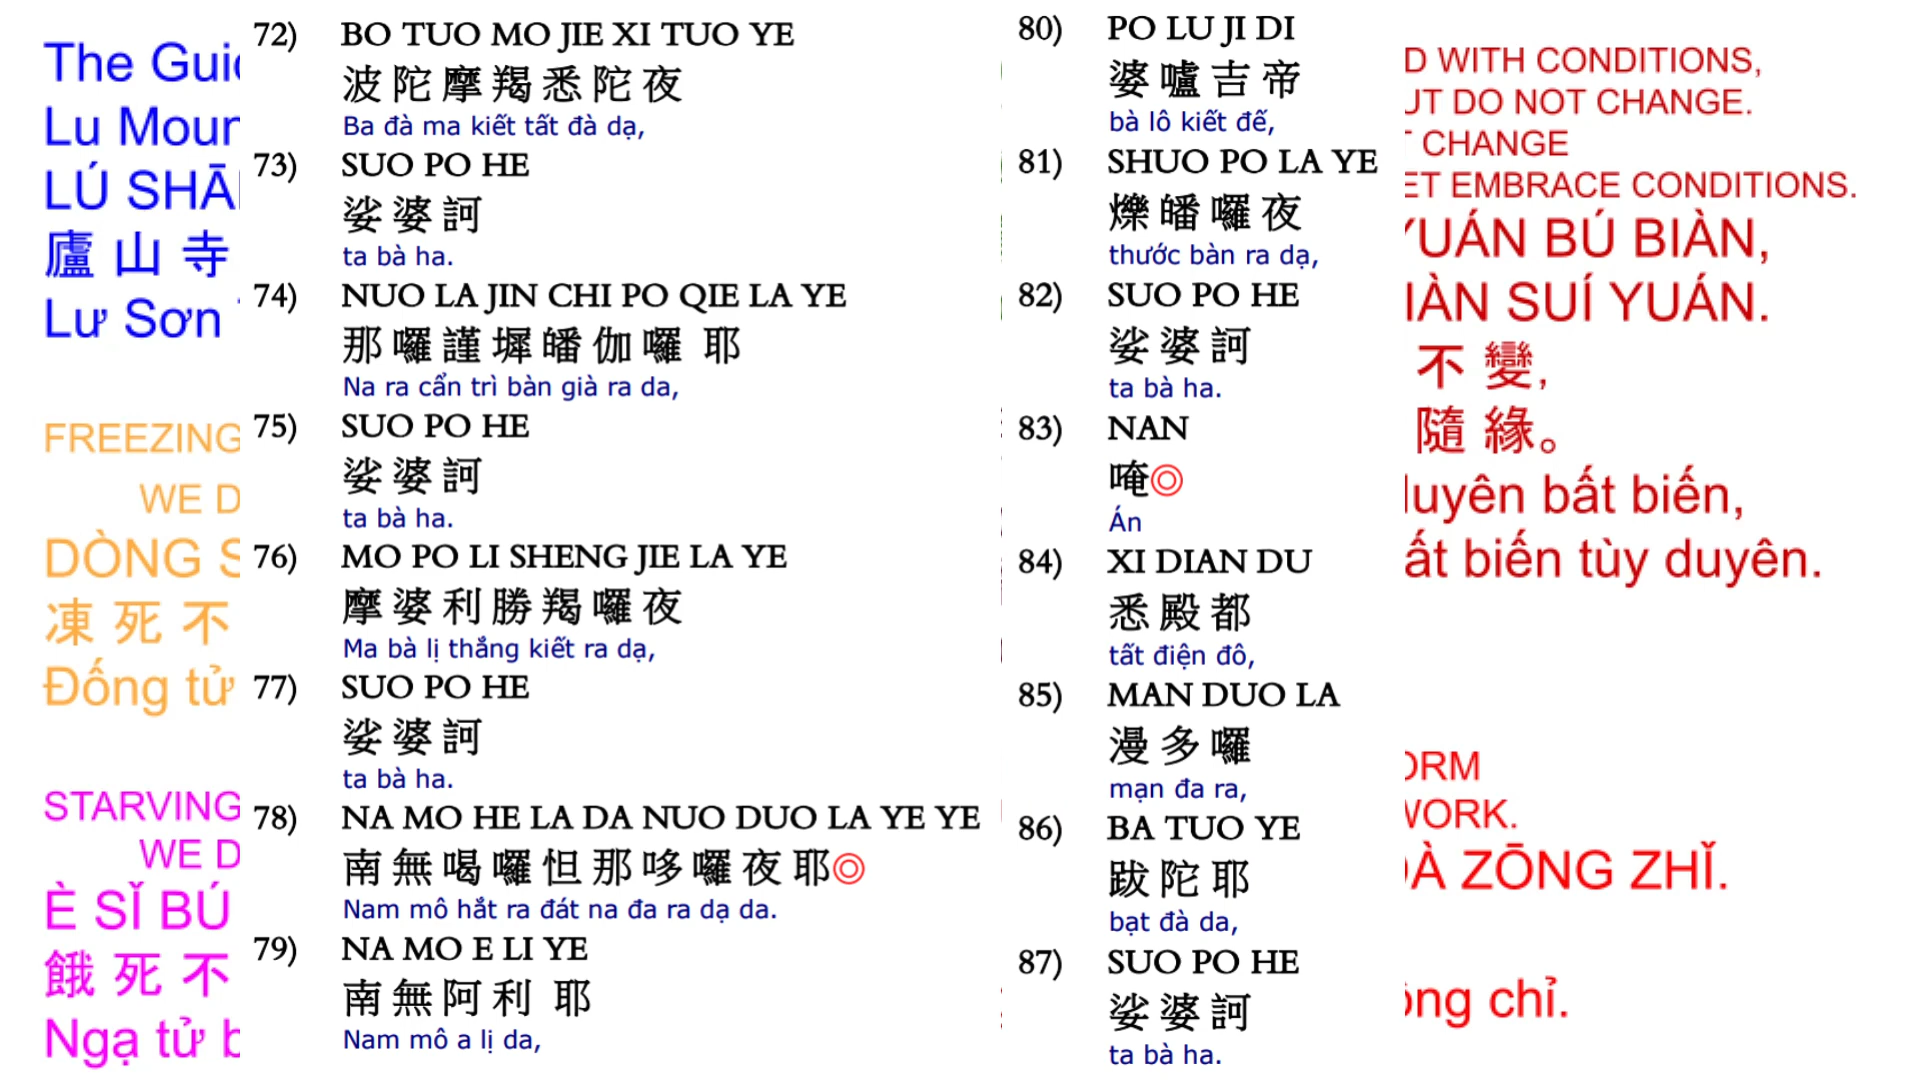 The Gui
Lu Moun
LÚ SHĀ
廬 山 寺
Lư Sơn
FREEZING
WE D
DÒNG S
凍 死 不
Đống tử
STARVING
WE D
È SǏ BÚ
餓 死 不
Ngạ tử b
72) BO TUO MO JIE XI TUO YE
波 陀 摩 羯 悉 陀 夜
Ba đà ma kiết tất đà dạ,
73) SUO PO HE
娑 婆 訶
ta bà ha.
74) NUO LA JIN CHI PO QIE LA YE
那 囉 謹 墀 皤 伽 囉 耶
Na ra cẩn trì bàn già ra da,
75) SUO PO HE
娑 婆 訶
ta bà ha.
76) MO PO LI SHENG JIE LA YE
摩 婆 利 勝 羯 囉 夜
Ma bà lị thắng kiết ra dạ,
77) SUO PO HE
娑 婆 訶
ta bà ha.
78) NA MO HE LA DA NUO DUO LA YE YE
南 無 喝 囉 怛 那 哆 囉 夜 耶◎
Nam mô hắt ra đát na đa ra dạ da.
79) NA MO E LI YE
南 無 阿 利 耶
Nam mô a lị da,
80) PO LU JI DI
婆 嚧 吉 帝
bà lô kiết đế,
81) SHUO PO LA YE
爍 皤 囉 夜
thước bàn ra dạ,
82) SUO PO HE
娑 婆 訶
ta bà ha.
83) NAN
唵◎
Án
84) XI DIAN DU
悉 殿 都
tất điện đô,
85) MAN DUO LA
漫 多 囉
mạn đa ra,
86) BA TUO YE
跋 陀 耶
bạt đà da,
87) SUO PO HE
娑 婆 訶
ta bà ha.
D WITH CONDITIONS,
UT DO NOT CHANGE.
T CHANGE
ET EMBRACE CONDITIONS.
YUÁN BÚ BIÀN,
IÀN SUÍ YUÁN.
不 變,
隨 緣。
duyên bất biến,
ất biến tùy duyên.
ORM
WORK.
DÀ ZŌNG ZHǏ.
ông chỉ.